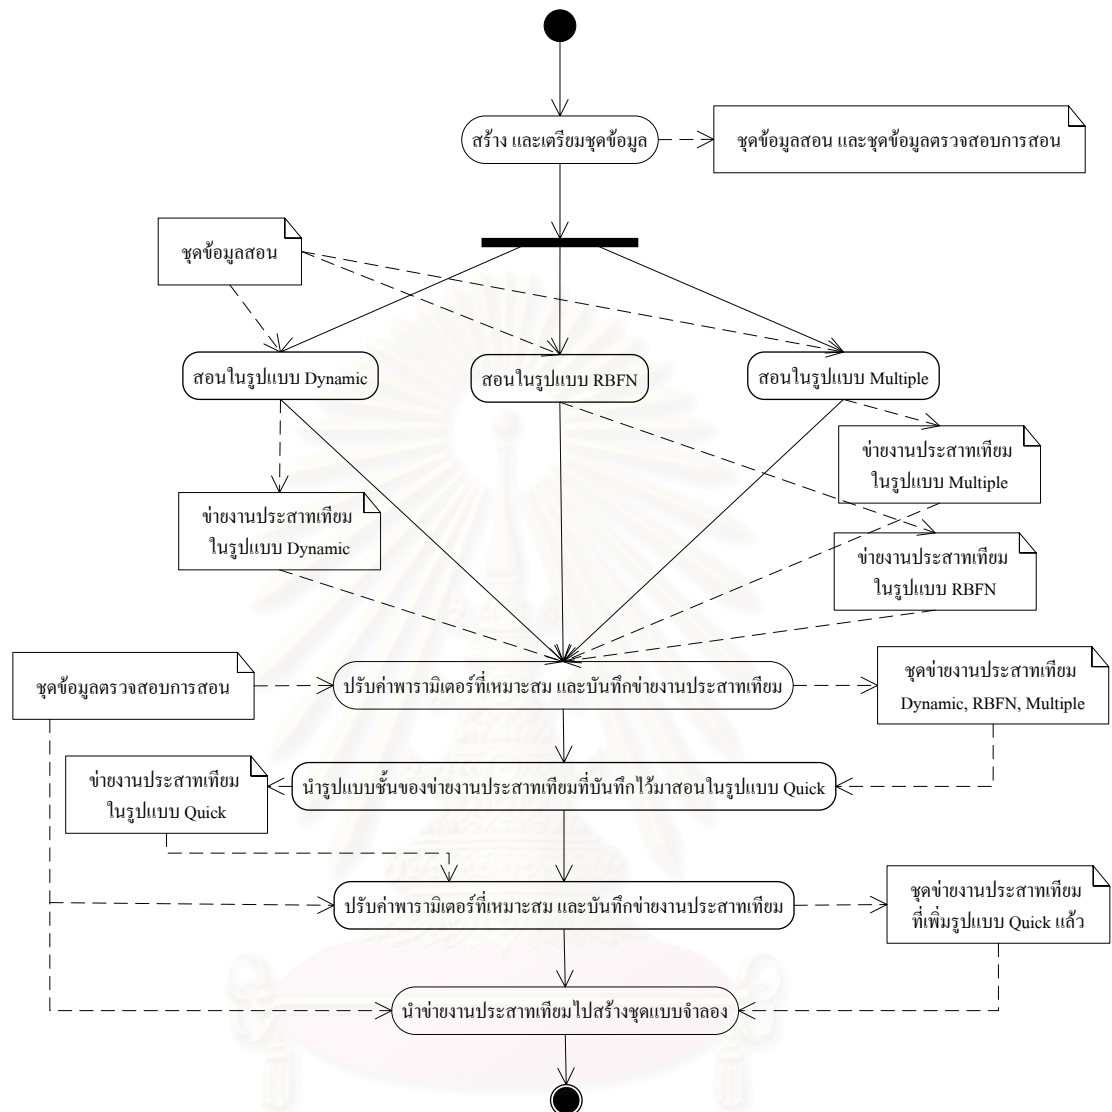 สร้าง และเตรียมชุดข้อมูล
ชุดข้อมูลสอน และชุดข้อมูลตรวจสอบการสอน
ชุดข้อมูลสอน
สอนในรูปแบบ Dynamic
สอนในรูปแบบ RBFN
สอนในรูปแบบ Multiple
ข่ายงานประสาทเทียม
ในรูปแบบ Multiple
ข่ายงานประสาทเทียม
ในรูปแบบ Dynamic
ข่ายงานประสาทเทียม
ในรูปแบบ RBFN
ชุดข้อมูลตรวจสอบการสอน
ปรับค่าพารามิเตอร์ที่เหมาะสม และบันทึกข่ายงานประสาทเทียม
ชุดข่ายงานประสาทเทียม
Dynamic, RBFN, Multiple
ข่ายงานประสาทเทียม
ในรูปแบบ Quick
นำรูปแบบชั้นของข่ายงานประสาทเทียมที่บันทึกไว้มาสอนในรูปแบบ Quick
ปรับค่าพารามิเตอร์ที่เหมาะสม และบันทึกข่ายงานประสาทเทียม
ชุดข่ายงานประสาทเทียม
ที่เพิ่มรูปแบบ Quick แล้ว
นำข่ายงานประสาทเทียมไปสร้างชุดแบบจำลอง